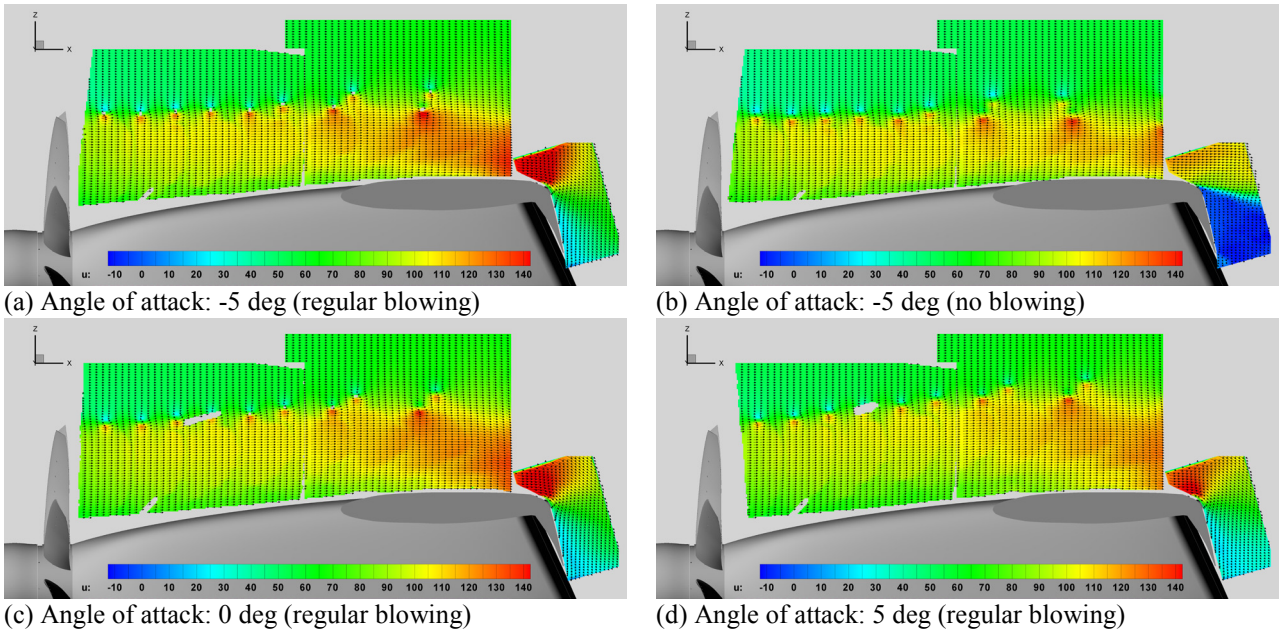 Z
X
u: -10 0 10 20 30 40 50 60 70 80 90 100 110 120 130 140
(a) Angle of attack: -5 deg (regular blowing)
Z
X
u: -10 0 10 20 30 40 50 60 70 80 90 100 110 120 130 140
(b) Angle of attack: -5 deg (no blowing)
Z
X
u: -10 0 10 20 30 40 50 60 70 80 90 100 110 120 130 140
(c) Angle of attack: 0 deg (regular blowing)
Z
X
u: -10 0 10 20 30 40 50 60 70 80 90 100 110 120 130 140
(d) Angle of attack: 5 deg (regular blowing)